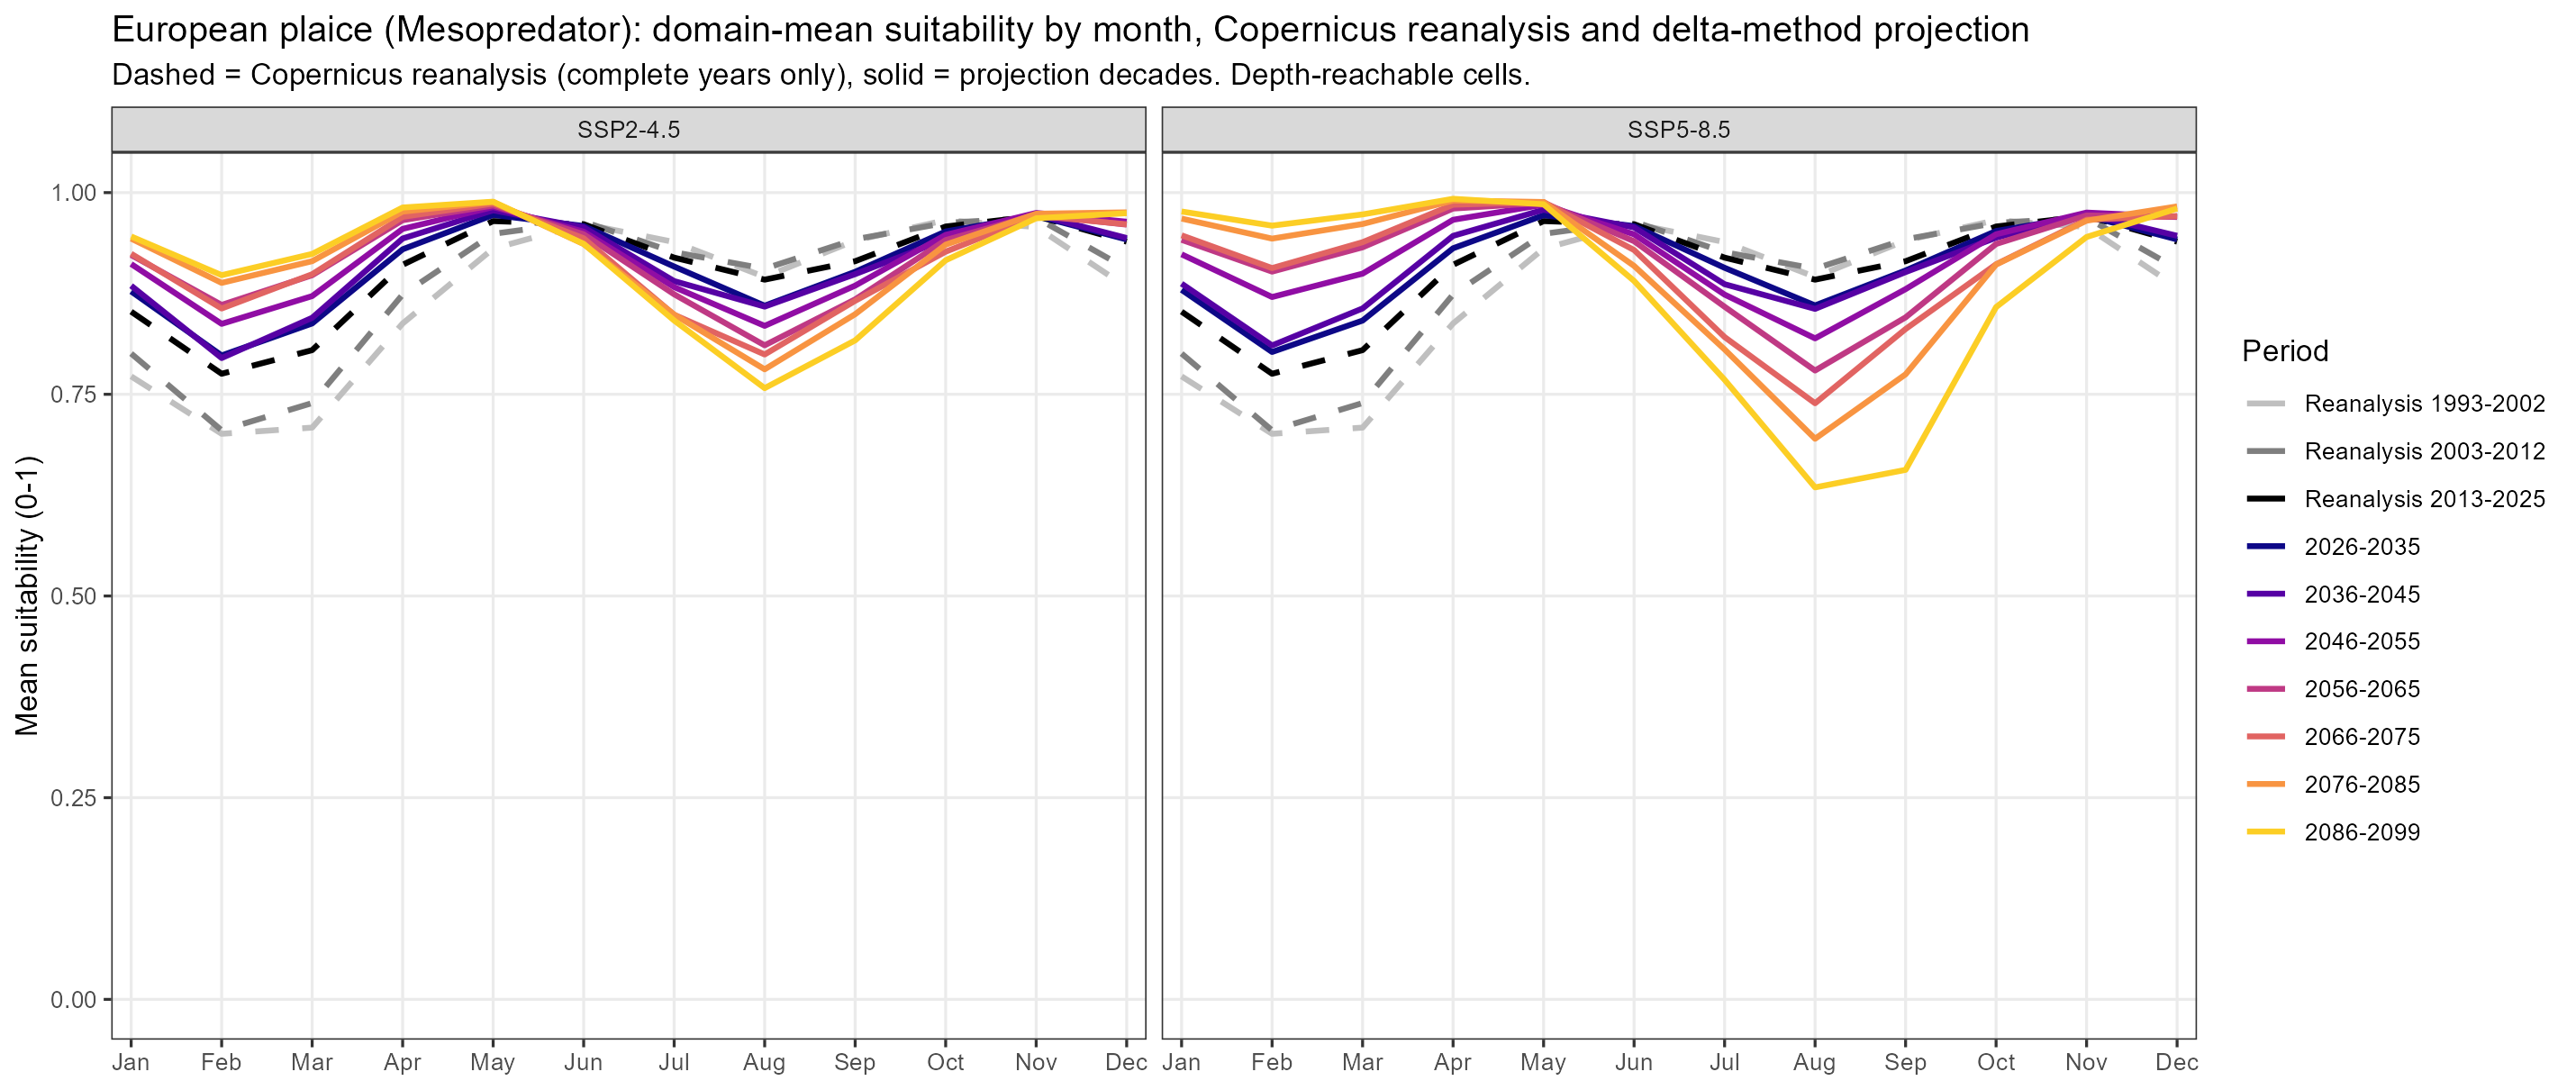 European plaice (Mesopredator): domain-mean suitability by month, Copernicus reanalysis and delta-method projection
Dashed = Copernicus reanalysis (complete years only), solid = projection decades. Depth-reachable cells.
SSP2-4.5
SSP5-8.5
Mean suitability (0-1)
1.00
0.75
0.50
0.25
0.00
Jan Feb Mar Apr May Jun Jul Aug Sep Oct Nov Dec
Jan Feb Mar Apr May Jun Jul Aug Sep Oct Nov Dec
Period
Reanalysis 1993-2002
Reanalysis 2003-2012
Reanalysis 2013-2025
2026-2035
2036-2045
2046-2055
2056-2065
2066-2075
2076-2085
2086-2099